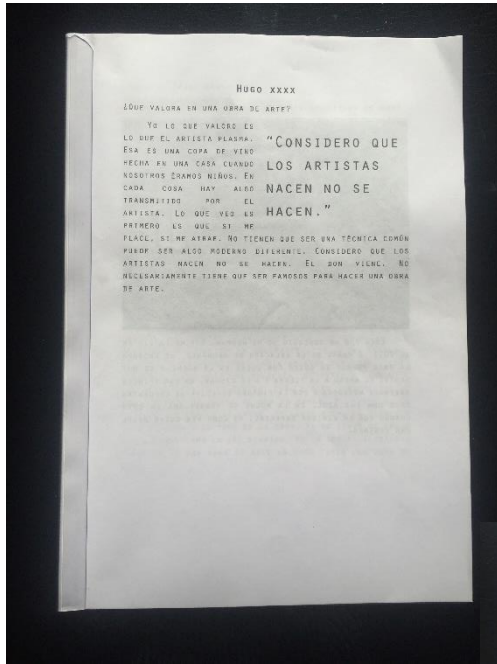 HUGO XXXX
¿QUE VALORA EN UNA OBRA DE ARTE?
YO LO QUE VALORO ES
LO QUE EL ARTISTA PLASMA.
ESA ES UNA COPA DE VINO
HECHA EN UNA CASA CUANDO
NOSOTROS ÉRAMOS NIÑOS. EN
CADA COSA HAY ALGO
TRANSMITIDO POR EL
ARTISTA. LO QUE VEO ES
PRIMERO ES QUE SI ME
"CONSIDERO QUE
LOS ARTISTAS
NACEN NO SE
HACEN."
PLACE, SI ME ATRAE. NO TIENEN QUE SER UNA TÉCNICA COMÚN
PUEDE SER ALGO MODERNO DIFERENTE. CONSIDERO QUE LOS
ARTISTAS NACEN NO SE HACEN. EL DON VIENE. NO
NECESARIAMENTE TIENE QUE SER FAMOSOS PARA HACER UNA OBRA
DE ARTE.